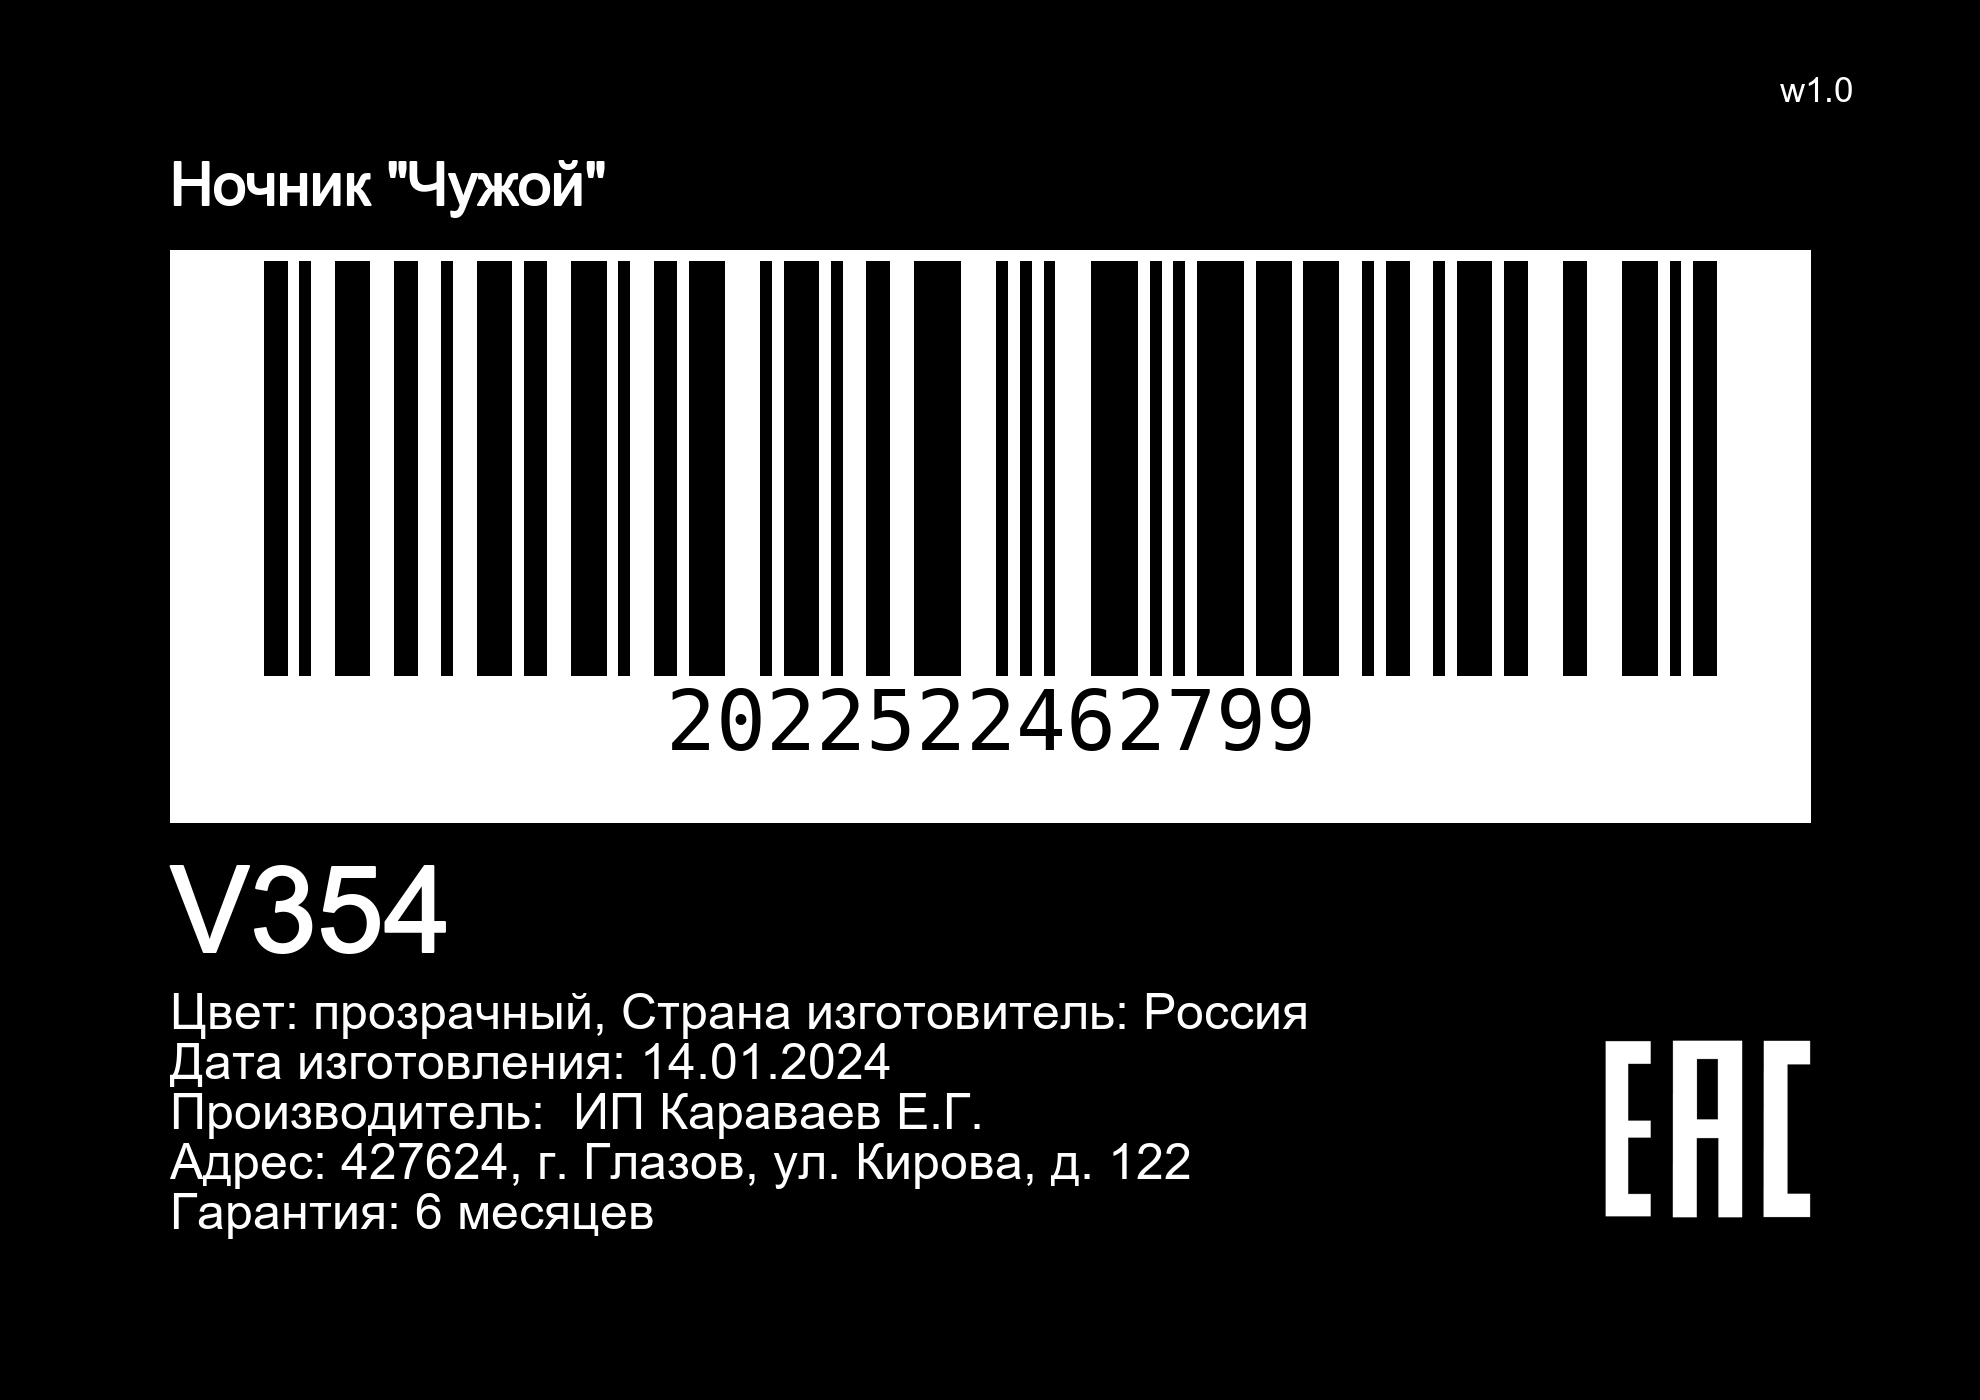 w1.0
Ночник "Чужой"
2022522462799
V354
Цвет: прозрачный, Страна изготовитель: Россия
Дата изготовления: 14.01.2024
Производитель:  ИП Караваев Е.Г.
Адрес: 427624, г. Глазов, ул. Кирова, д. 122
Гарантия: 6 месяцев
EAC